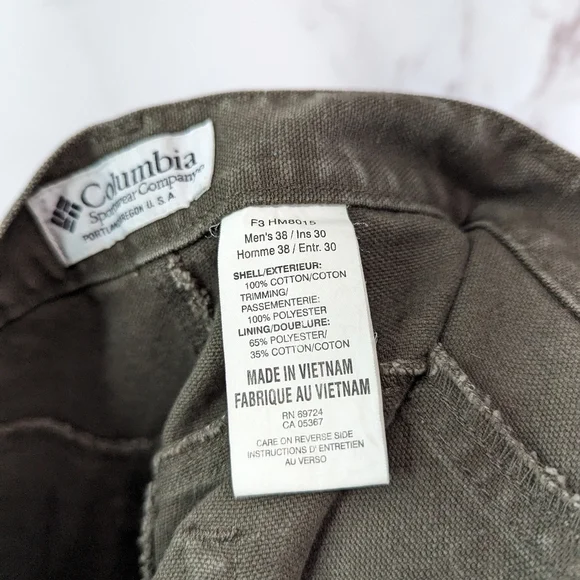 Columbia
Sportswear Company
PORTLAND OREGON U.S.A.
F3 HM8015
Men's 38 / Ins 30
Homme 38 / Entr. 30
SHELL/EXTERIEUR:
100% COTTON/COTON
TRIMMING/
PASSEMENTERIE:
100% POLYESTER
LINING/DOUBLURE:
65% POLYESTER/
35% COTTON/COTON
MADE IN VIETNAM
FABRIQUE AU VIETNAM
RN 69724
CA 05367
CARE ON REVERSE SIDE
INSTRUCTIONS D'ENTRETIEN
AU VERSO